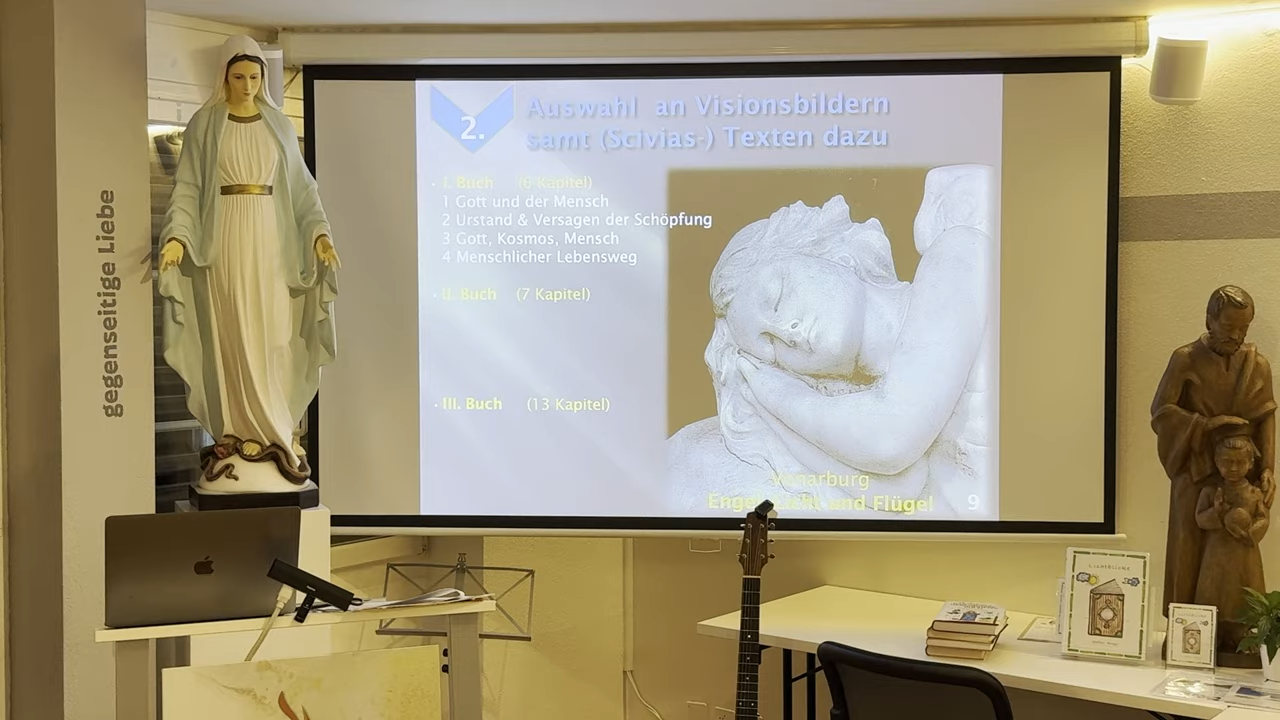 gegenseitige Liebe
2.
Auswahl an Visionsbildern
samt (Scivias-) Texten dazu
I. Buch (6 Kapitel)
1 Gott und der Mensch
2 Urstand & Versagen der Schöpfung
3 Gott, Kosmos, Mensch
4 Menschlicher Lebensweg
II. Buch (7 Kapitel)
III. Buch (13 Kapitel)
Vonarburg
und Flügel
9